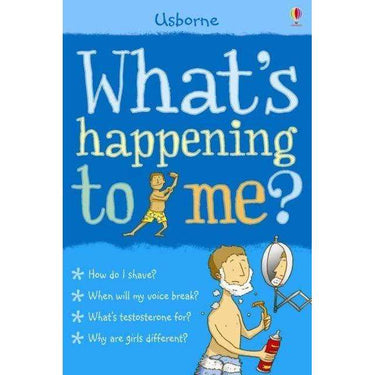 Usborne
What's
happening
to me?
* How do I shave?
* When will my voice break?
* What's testosterone for?
* Why are girls different?